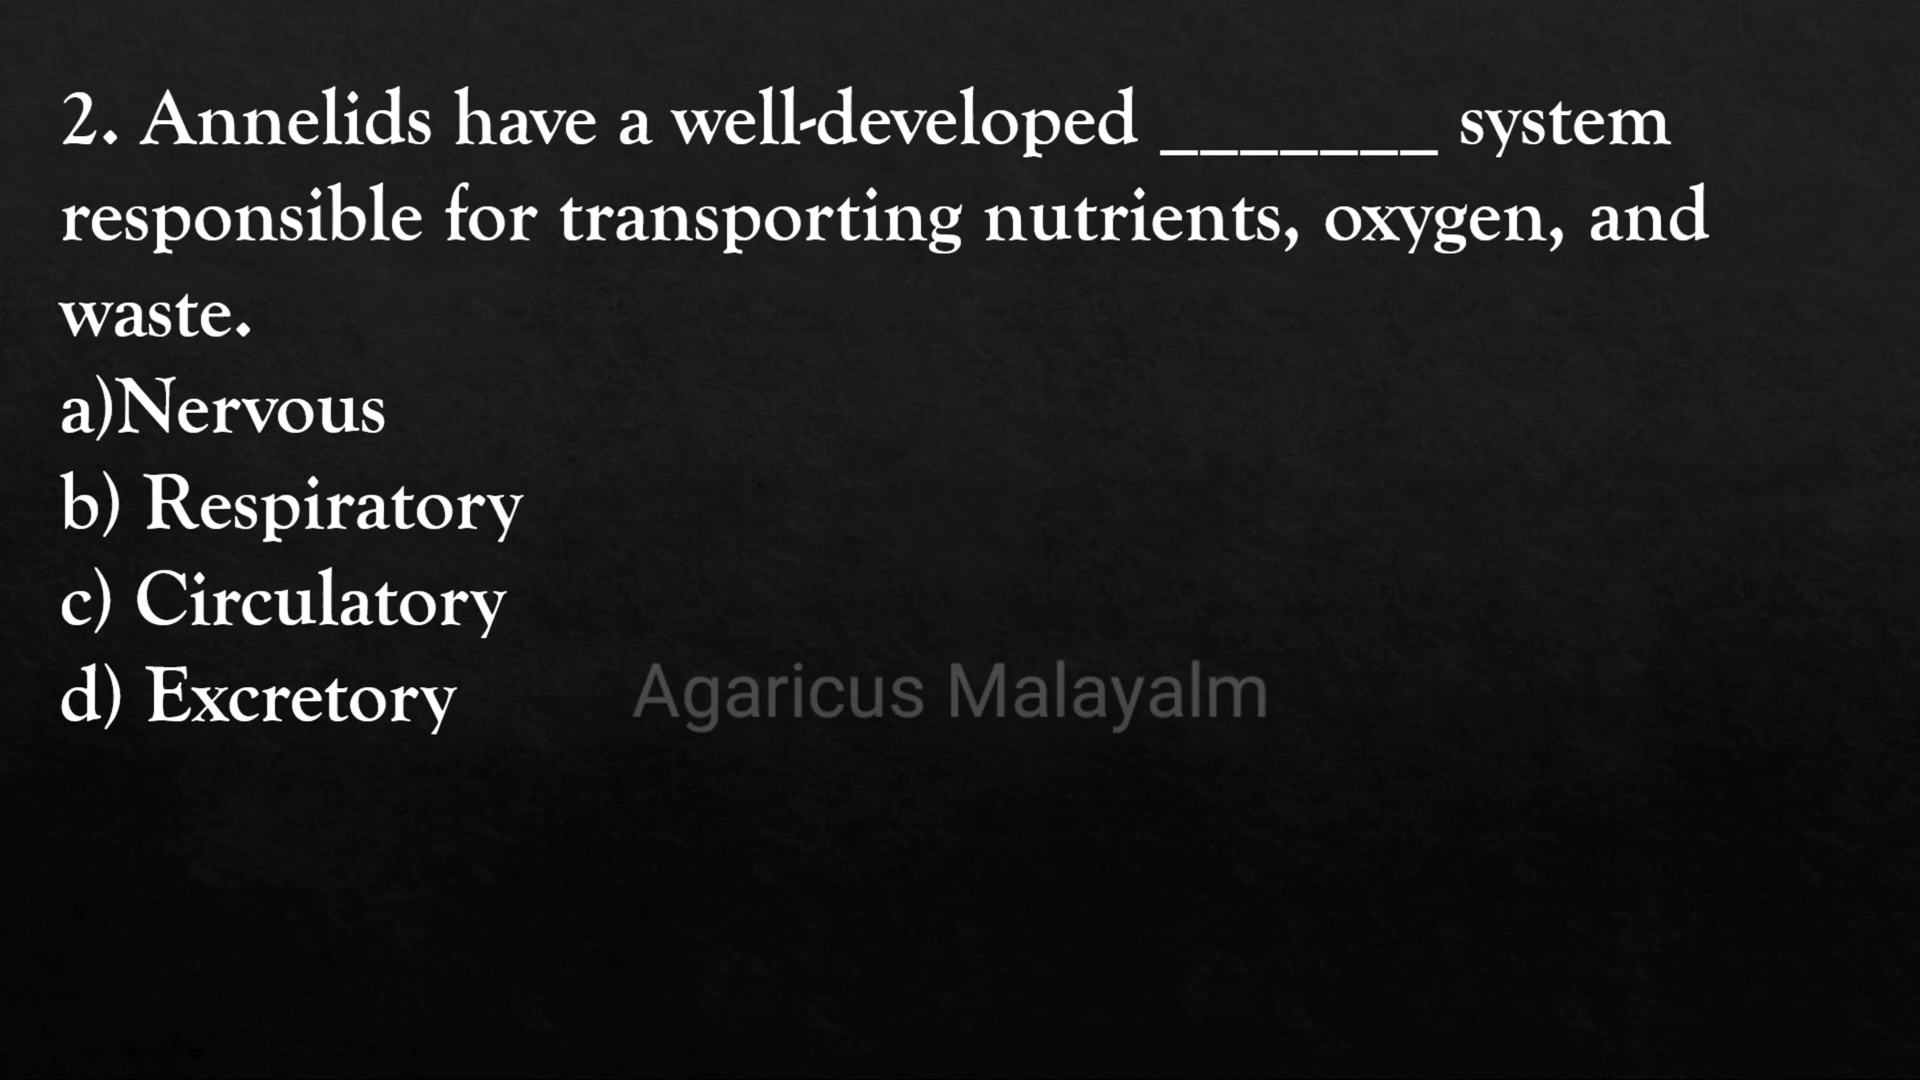 2. Annelids have a well-developed _______ system
responsible for transporting nutrients, oxygen, and
waste.
a)Nervous
b) Respiratory
c) Circulatory
d) Excretory
Agaricus Malayalm